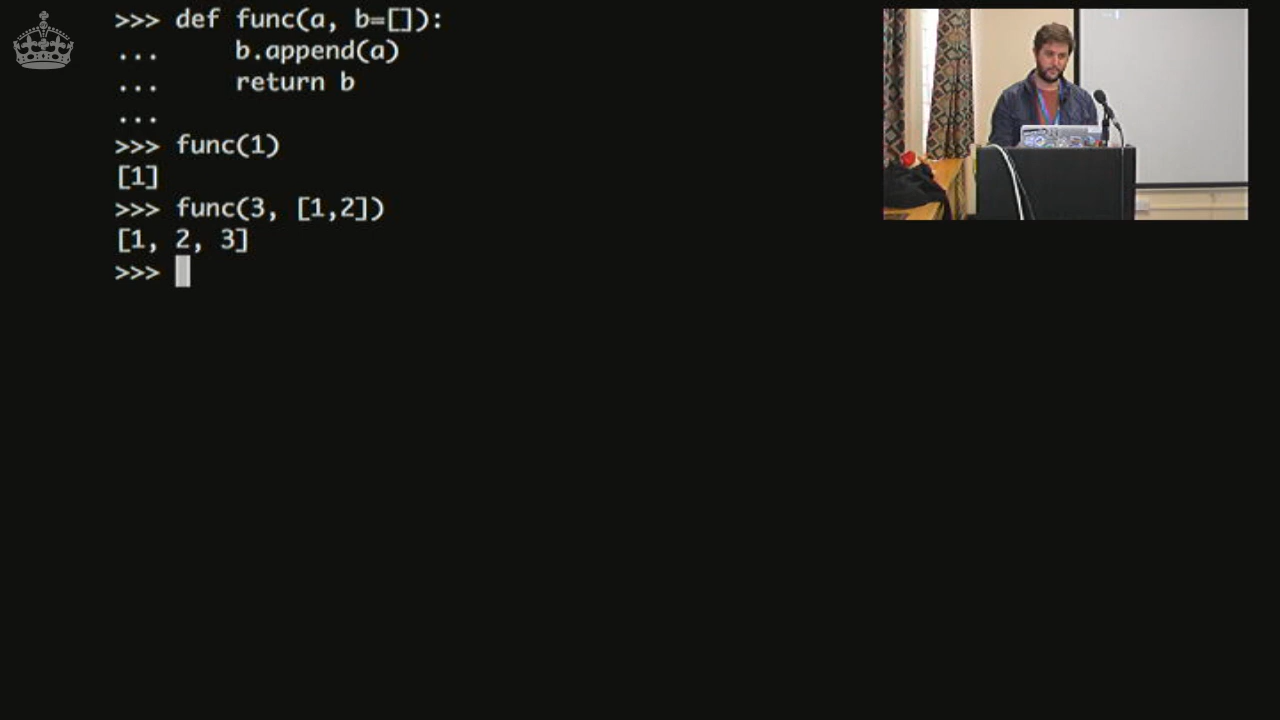 >>> def func(a, b=[]):
...     b.append(a)
...     return b
...
>>> func(1)
[1]
>>> func(3, [1,2])
[1, 2, 3]
>>>